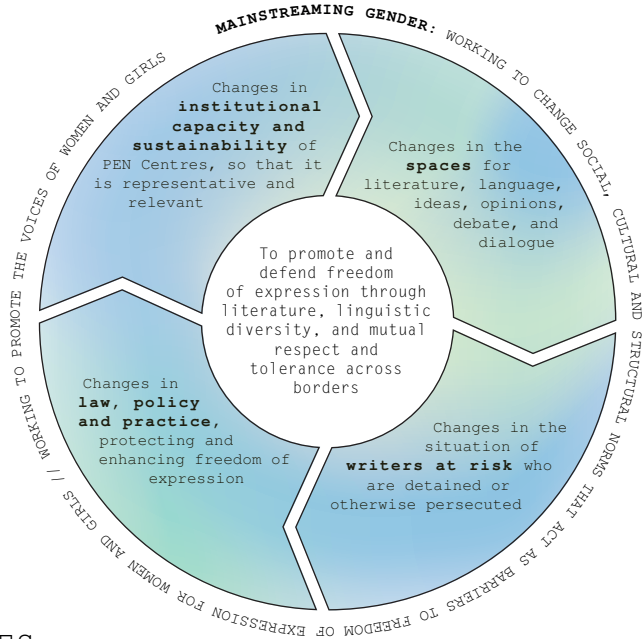 MAINSTREAMING GENDER: WORKING TO CHANGE SOCIAL, CULTURAL AND STRUCTURAL NORMS THAT ACT AS BARRIERS TO FREEDOM OF EXPRESSION FOR WOMEN AND GIRLS // WORKING TO PROMOTE THE VOICES OF WOMEN AND GIRLS
Changes in
institutional
capacity and
sustainability of
PEN Centres, so that it
is representative and
relevant
Changes in the
spaces for
literature, language,
ideas, opinions,
debate, and
dialogue
To promote and
defend freedom
of expression through
literature, linguistic
diversity, and mutual
respect and
tolerance across
borders
Changes in
law, policy
and practice,
protecting and
enhancing freedom of
expression
Changes in the
situation of
writers at risk who
are detained or
otherwise persecuted